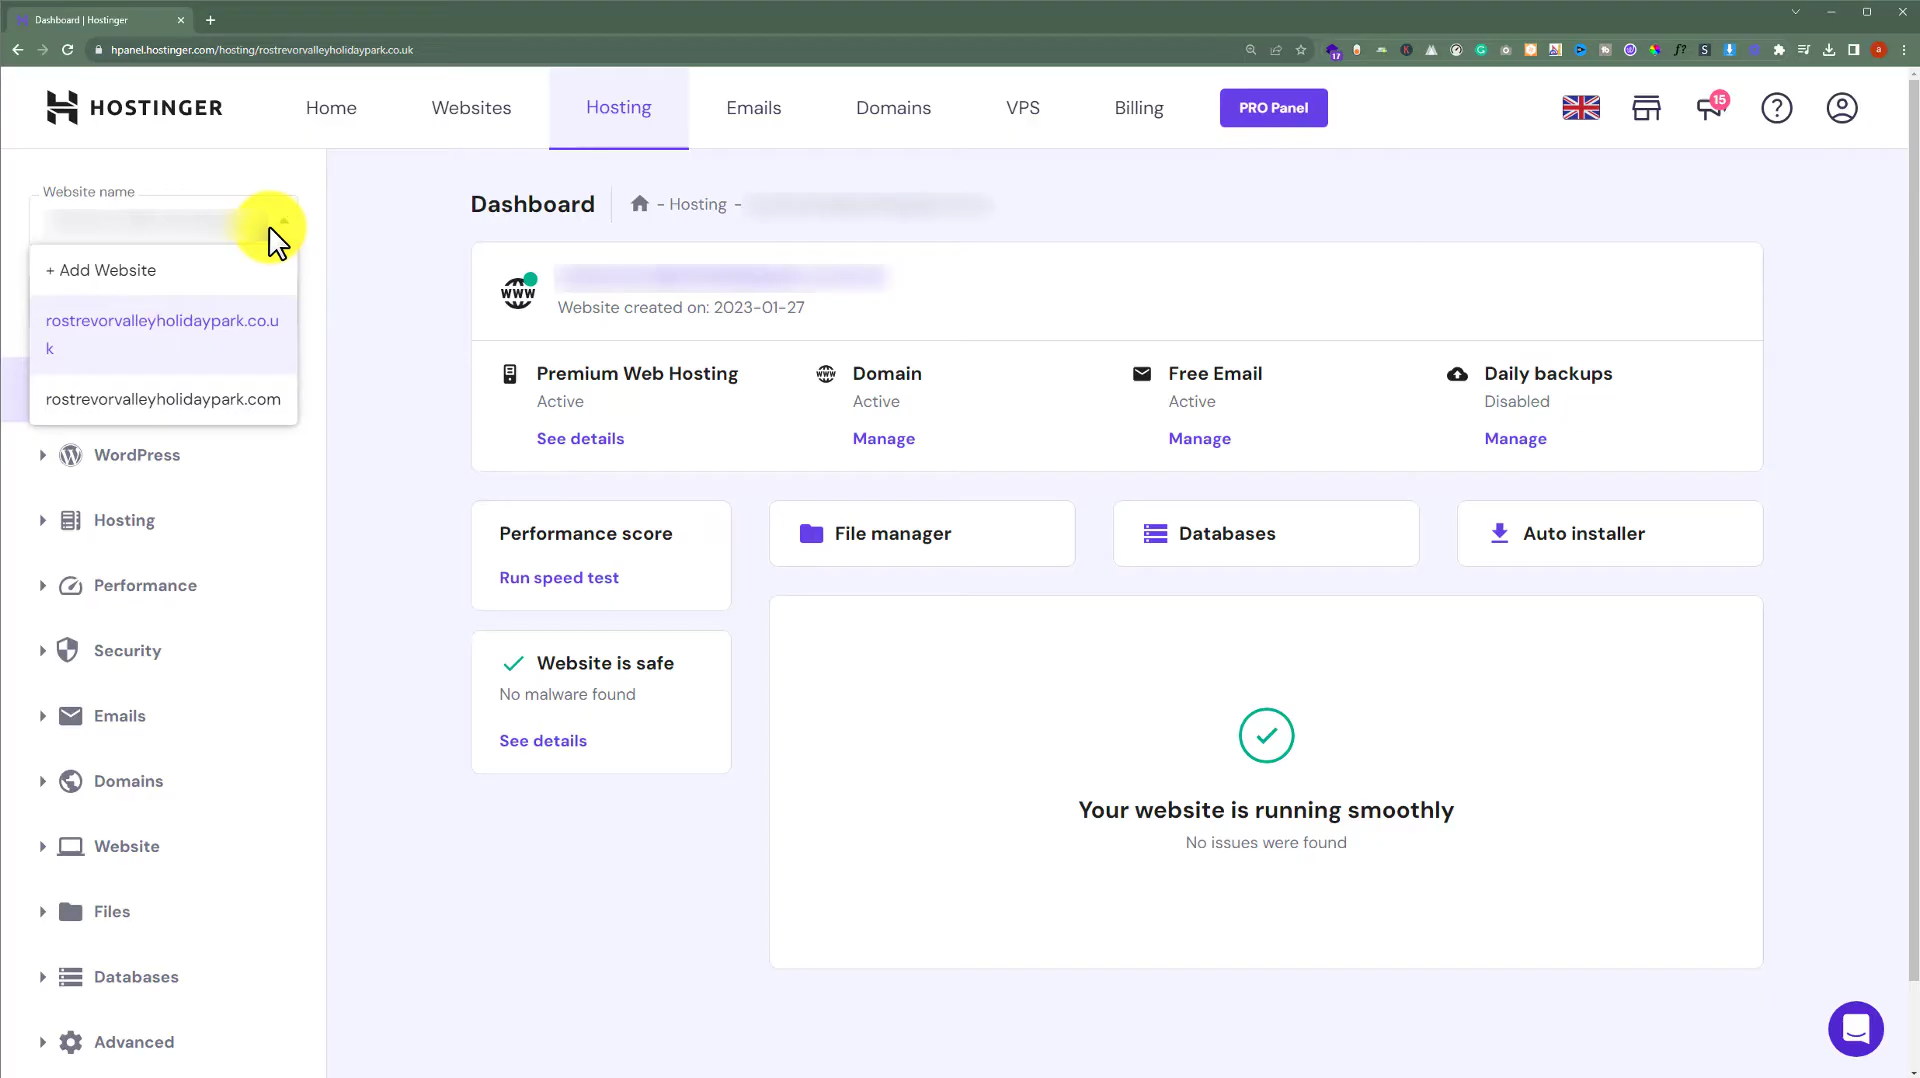 Dashboard | Hostinger
hpanel.hostinger.com/hosting/rostrevorvalleyholidaypark.co.uk
17
a
HOSTINGER
Home
Websites
Hosting
Emails
Domains
VPS
Billing
PRO Panel
15
Website name
+ Add Website
rostrevorvalleyholidaypark.co.u
k
rostrevorvalleyholidaypark.com
WordPress
Hosting
Performance
Security
Emails
Domains
Website
Files
Databases
Advanced
Dashboard
- Hosting -
www
Website created on: 2023-01-27
Premium Web Hosting
Active
See details
Domain
Active
Manage
Free Email
Active
Manage
Daily backups
Disabled
Manage
Performance score
Run speed test
File manager
Databases
Auto installer
Website is safe
No malware found
See details
Your website is running smoothly
No issues were found